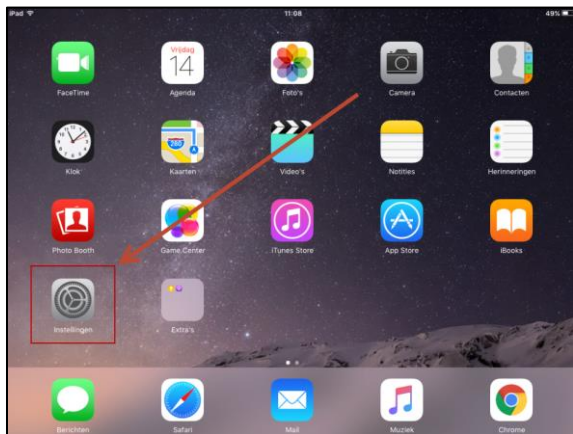 iPad 11:08 49%
Vrijdag
14
FaceTime Agenda Foto's Camera Contacten
280
Klok Kaarten Video's Notities Herinneringen
Photo Booth Game Center iTunes Store App Store iBooks
Instellingen Extra's
Berichten Safari Mail Muziek Chrome